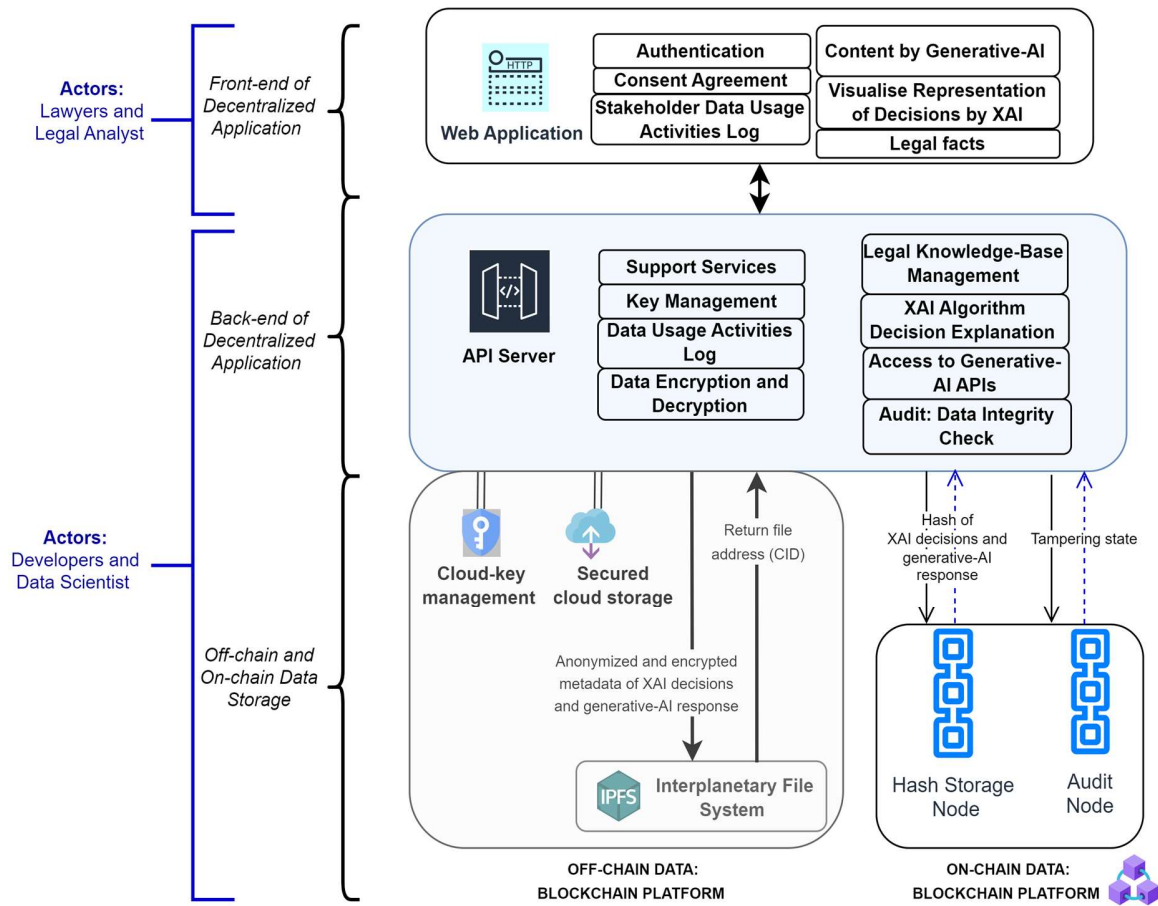 Actors:
Lawyers and
Legal Analyst
Front-end of
Decentralized
Application
HTTP
Web Application
Authentication
Consent Agreement
Stakeholder Data Usage
Activities Log
Content by Generative-AI
Visualise Representation
of Decisions by XAI
Legal facts
Actors:
Developers and
Data Scientist
Back-end of
Decentralized
Application
</>
API Server
Support Services
Key Management
Data Usage Activities
Log
Data Encryption and
Decryption
Legal Knowledge-Base
Management
XAI Algorithm
Decision Explanation
Access to Generative-
AI APIs
Audit: Data Integrity
Check
Off-chain and
On-chain Data
Storage
Cloud-key
management
Secured
cloud storage
Return file
address (CID)
Anonymized and encrypted
metadata of XAI decisions
and generative-AI response
IPFS
Interplanetary File
System
Hash of
XAI decisions and
generative-AI
response
Tampering state
Hash Storage
Node
Audit
Node
OFF-CHAIN DATA:
BLOCKCHAIN PLATFORM
ON-CHAIN DATA:
BLOCKCHAIN PLATFORM